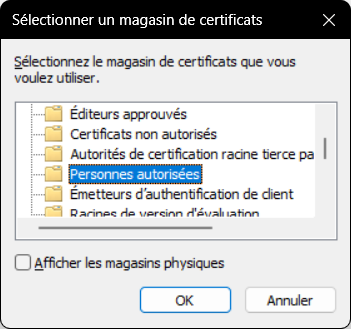 Sélectionner un magasin de certificats
Sélectionnez le magasin de certificats que vous
voulez utiliser.
Éditeurs approuvés
Certificats non autorisés
Autorités de certification racine tierce pa
Personnes autorisées
Émetteurs d'authentification de client
Racines de version d'évaluation
Afficher les magasins physiques
OK
Annuler